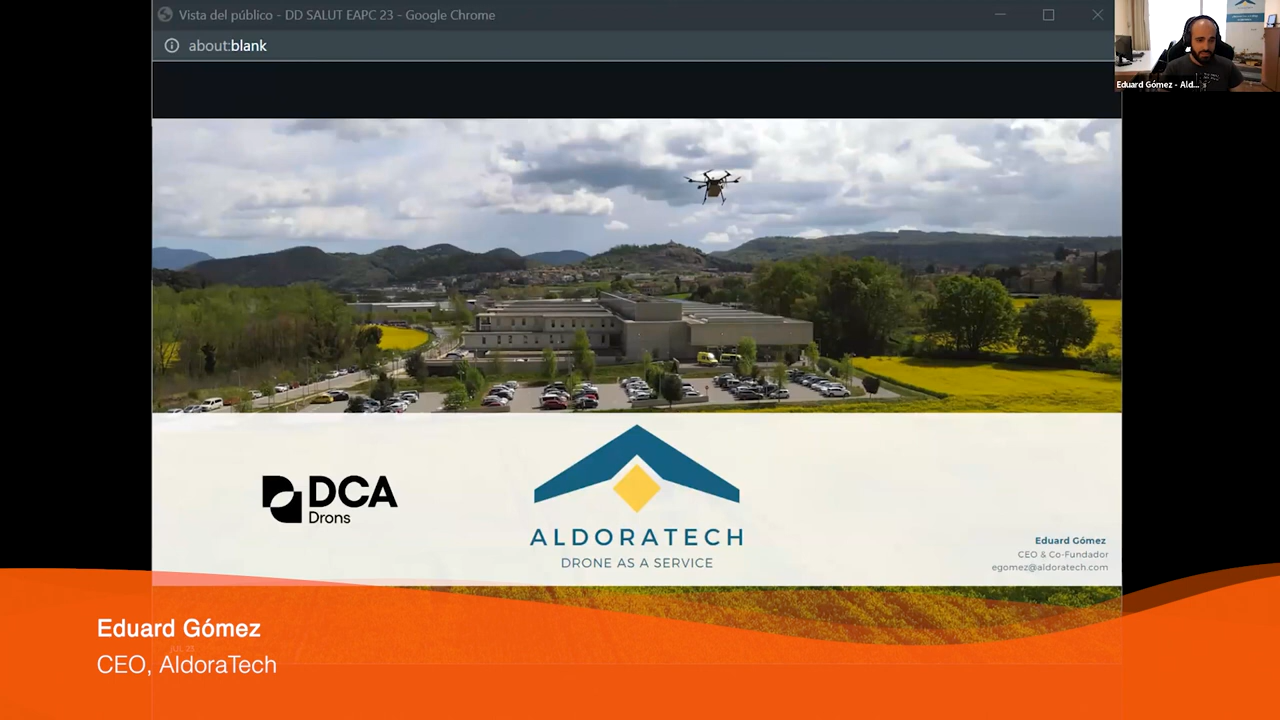 Vista del público - DD SALUT EAPC 23 - Google Chrome
about:blank
Eduard Gómez - Ald...
DCA
Drons
ALDORATECH
DRONE AS A SERVICE
Eduard Gómez
CEO & Co-Fundador
egomez@aldoratech.com
Eduard Gómez
CEO, AldoraTech